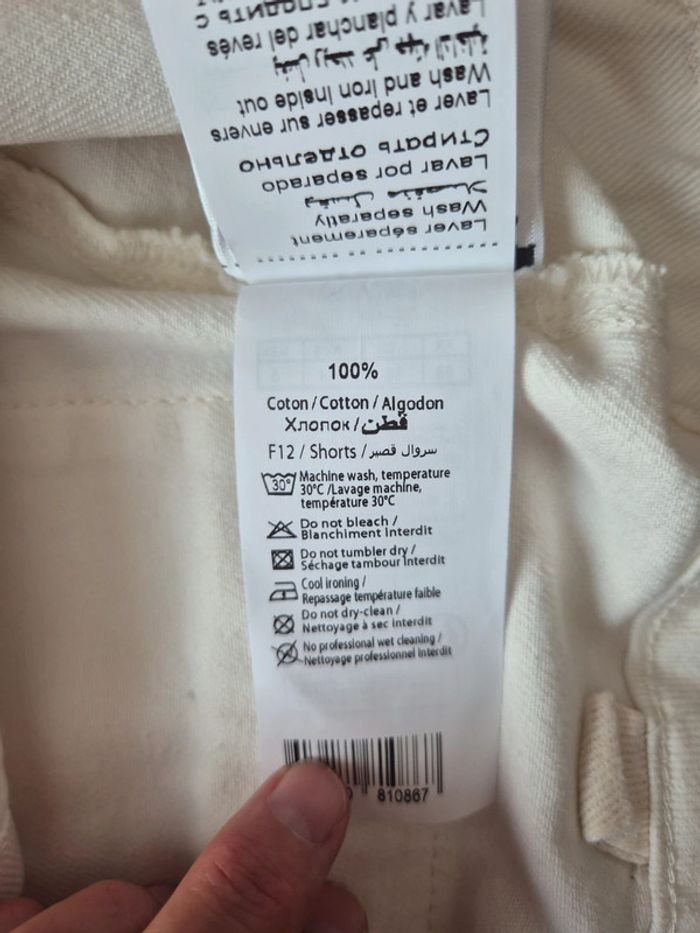 Laver séparement
Wash separatly
Lavar por separado
Стирать отдельно
Laver et repasser sur envers
Wash and iron inside out
Lavar y planchar del revés
100%
Coton / Cotton / Algodon
Хлопок / قطن
F12 / Shorts / سروال قصير
30° Machine wash, temperature
30°C /Lavage machine,
température 30°C
Do not bleach /
Blanchiment Interdit
Do not tumbler dry /
Séchage tambour Interdit
Cool ironing /
Repassage température faible
Do not dry-clean /
Nettoyage à sec interdit
No professional wet cleaning /
Nettoyage professionnel Interdit
810867